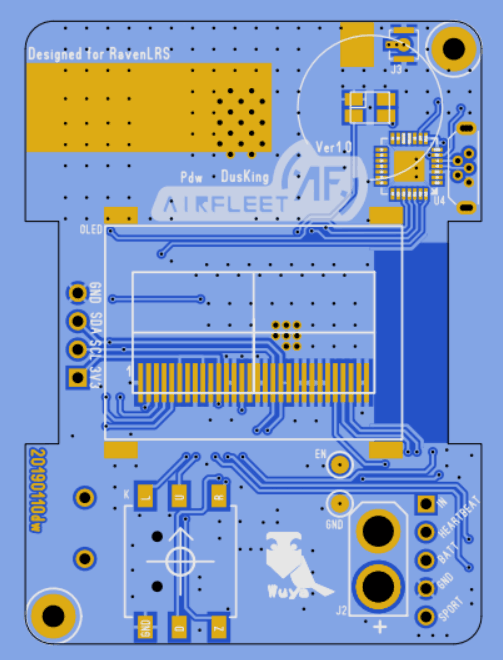 Designed for RavenLRS
J3
Ver1.0
Pdw DusKing
AF.
AIRFLEET
U4
OLED
GND SDA SCL 3V3
1
EN
20190110dw
K L U R
IN
HEARTBEAT
BATT
GND
GND
SPORT
Wuya
J2
+
GND D Z